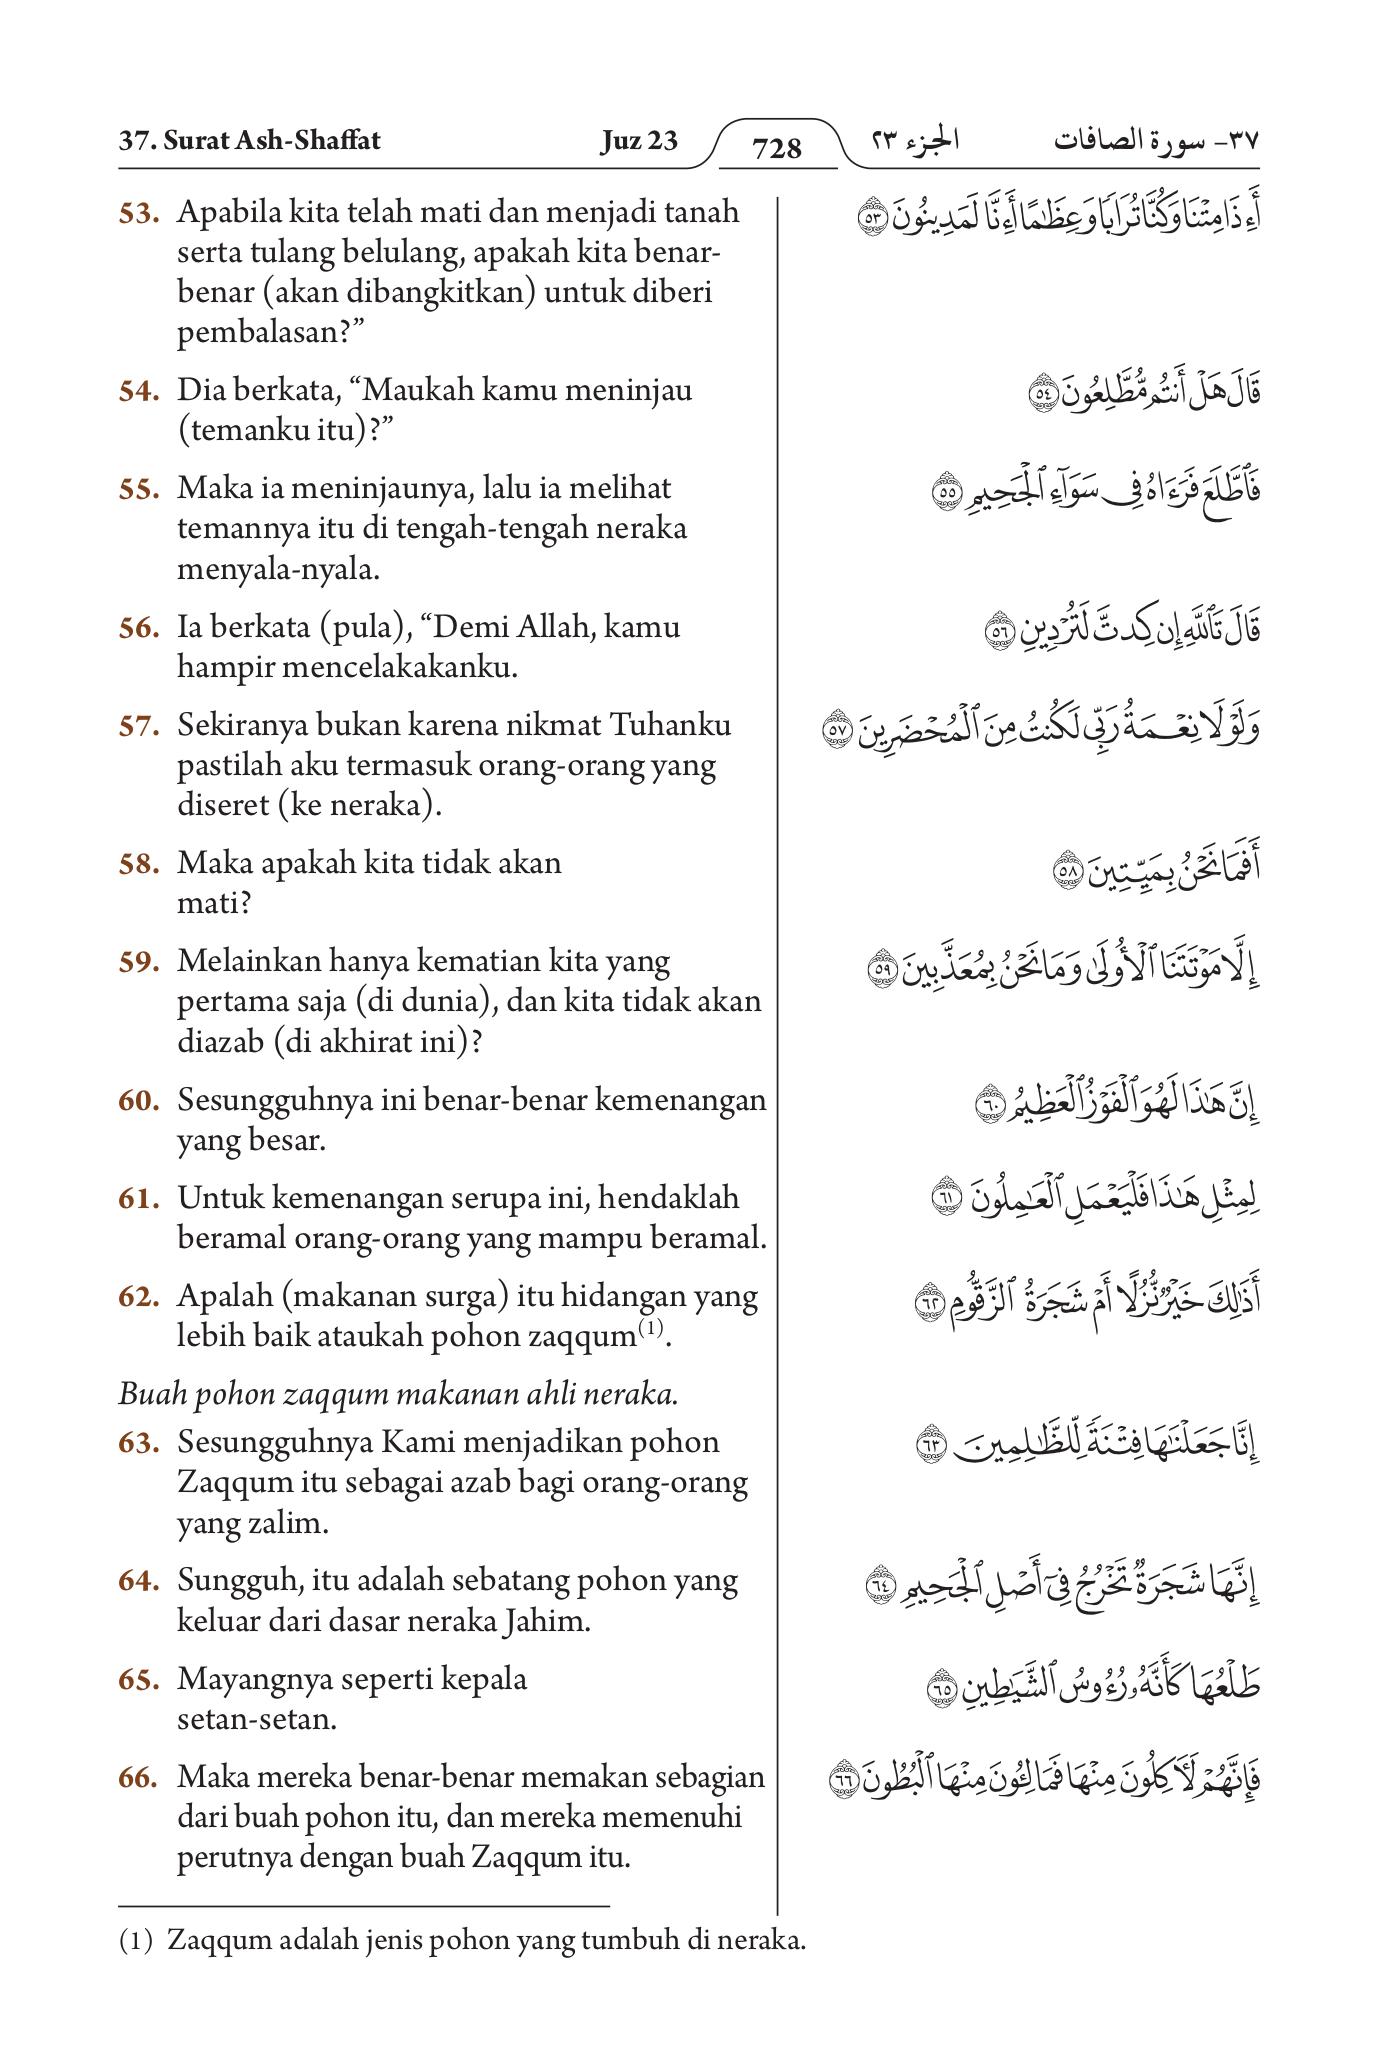 37. Surat Ash-Shaffat Juz 23 728 الجزء ٢٣ ٣٧- سورة الصافات
53. Apabila kita telah mati dan menjadi tanah
serta tulang belulang, apakah kita benar-
benar (akan dibangkitkan) untuk diberi
pembalasan?”
أَءِذَا مِتْنَا وَكُنَّا تُرَابًا وَعِظَٰمًا أَءِنَّا لَمَدِينُونَ ٥٣
54. Dia berkata, “Maukah kamu meninjau
(temanku itu)?”
قَالَ هَلْ أَنتُم مُّطَّلِعُونَ ٥٤
55. Maka ia meninjaunya, lalu ia melihat
temannya itu di tengah-tengah neraka
menyala-nyala.
فَٱطَّلَعَ فَرَءَاهُ فِى سَوَآءِ ٱلْجَحِيمِ ٥٥
56. Ia berkata (pula), “Demi Allah, kamu
hampir mencelakakanku.
قَالَ تَٱللَّهِ إِن كِدتَّ لَتُرْدِينِ ٥٦
57. Sekiranya bukan karena nikmat Tuhanku
pastilah aku termasuk orang-orang yang
diseret (ke neraka).
وَلَوْلَا نِعْمَةُ رَبِّى لَكُنتُ مِنَ ٱلْمُحْضَرِينَ ٥٧
58. Maka apakah kita tidak akan
mati?
أَفَمَا نَحْنُ بِمَيِّتِينَ ٥٨
59. Melainkan hanya kematian kita yang
pertama saja (di dunia), dan kita tidak akan
diazab (di akhirat ini)?
إِلَّا مَوْتَتَنَا ٱلْأُولَىٰ وَمَا نَحْنُ بِمُعَذَّبِينَ ٥٩
60. Sesungguhnya ini benar-benar kemenangan
yang besar.
إِنَّ هَٰذَا لَهُوَ ٱلْفَوْزُ ٱلْعَظِيمُ ٦٠
61. Untuk kemenangan serupa ini, hendaklah
beramal orang-orang yang mampu beramal.
لِمِثْلِ هَٰذَا فَلْيَعْمَلِ ٱلْعَٰمِلُونَ ٦١
62. Apalah (makanan surga) itu hidangan yang
lebih baik ataukah pohon zaqqum(1).
أَذَٰلِكَ خَيْرٌ نُّزُلًا أَمْ شَجَرَةُ ٱلزَّقُّومِ ٦٢
Buah pohon zaqqum makanan ahli neraka.
63. Sesungguhnya Kami menjadikan pohon
Zaqqum itu sebagai azab bagi orang-orang
yang zalim.
إِنَّا جَعَلْنَٰهَا فِتْنَةً لِّلظَّٰلِمِينَ ٦٣
64. Sungguh, itu adalah sebatang pohon yang
keluar dari dasar neraka Jahim.
إِنَّهَا شَجَرَةٌ تَخْرُجُ فِىٓ أَصْلِ ٱلْجَحِيمِ ٦٤
65. Mayangnya seperti kepala
setan-setan.
طَلْعُهَا كَأَنَّهُۥ رُءُوسُ ٱلشَّيَٰطِينِ ٦٥
66. Maka mereka benar-benar memakan sebagian
dari buah pohon itu, dan mereka memenuhi
perutnya dengan buah Zaqqum itu.
فَإِنَّهُمْ لَءَاكِلُونَ مِنْهَا فَمَالِـُٔونَ مِنْهَا ٱلْبُطُونَ ٦٦
(1) Zaqqum adalah jenis pohon yang tumbuh di neraka.